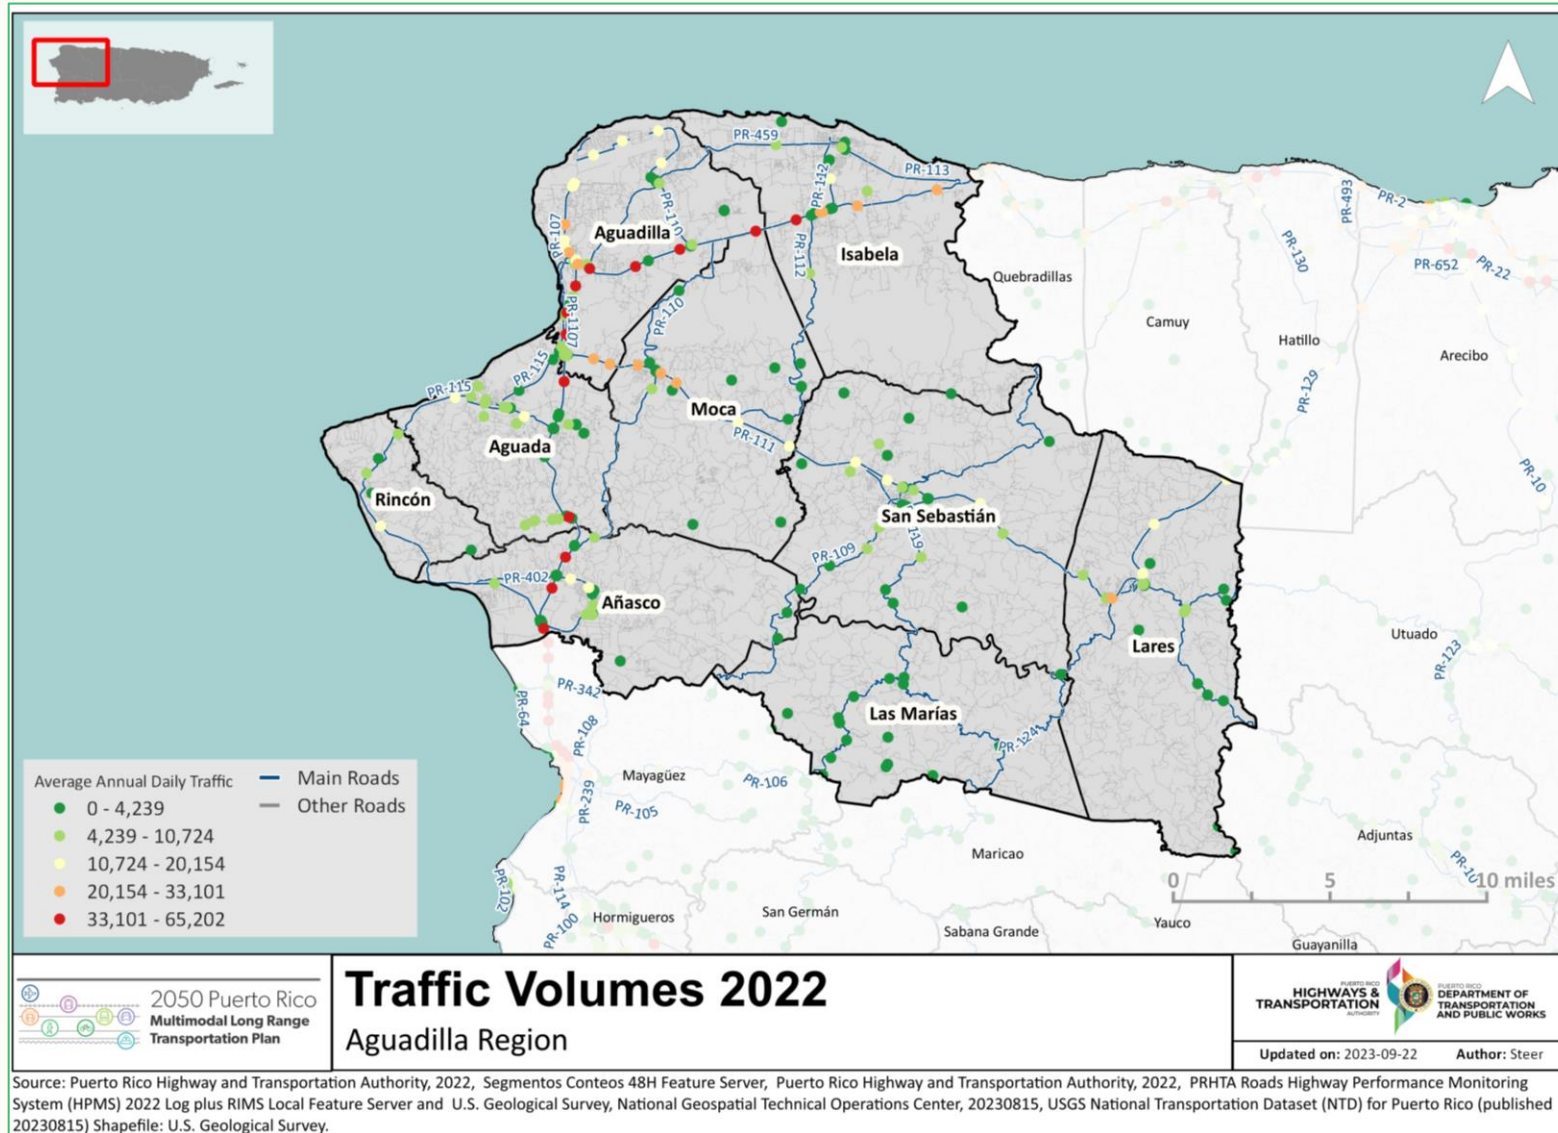 PR-459
PR-113
PR-112
PR-493
PR-2
PR-110
PR-107
Aguadilla
PR-112
Isabela
PR-130
PR-652
PR-22
Quebradillas
PR-110
PR-1107
Camuy
Hatillo
Arecibo
PR-115
PR-115
PR-129
Moca
PR-111
Aguada
PR-10
Rincón
San Sebastián
PR-109
119
PR-402
Añasco
Utuado
Lares
PR-123
PR-342
PR-64
Las Marías
PR-108
PR-124
Average Annual Daily Traffic
Main Roads
0 - 4,239
Other Roads
4,239 - 10,724
10,724 - 20,154
20,154 - 33,101
33,101 - 65,202
Mayagüez
PR-106
PR-239
PR-105
Adjuntas
Maricao
PR-10
0 5 10 miles
PR-102
PR-114
PR-100
Hormigueros
San Germán
Sabana Grande
Yauco
Guayanilla
2050 Puerto Rico
Multimodal Long Range
Transportation Plan
Traffic Volumes 2022
Aguadilla Region
PUERTO RICO
HIGHWAYS &
TRANSPORTATION
AUTHORITY
PUERTO RICO
DEPARTMENT OF
TRANSPORTATION
AND PUBLIC WORKS
Updated on: 2023-09-22 Author: Steer
Source: Puerto Rico Highway and Transportation Authority, 2022, Segmentos Conteos 48H Feature Server, Puerto Rico Highway and Transportation Authority, 2022, PRHTA Roads Highway Performance Monitoring
System (HPMS) 2022 Log plus RIMS Local Feature Server and U.S. Geological Survey, National Geospatial Technical Operations Center, 20230815, USGS National Transportation Dataset (NTD) for Puerto Rico (published
20230815) Shapefile: U.S. Geological Survey.